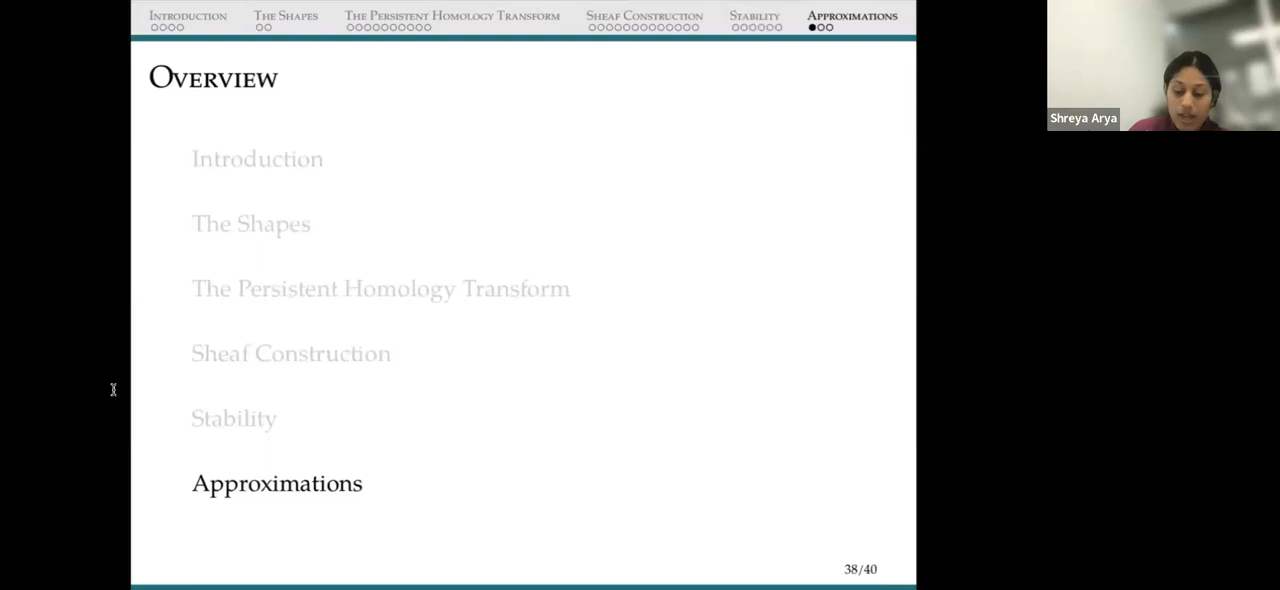 Introduction The Shapes The Persistent Homology Transform Sheaf Construction Stability Approximations
Overview
Introduction
The Shapes
The Persistent Homology Transform
Sheaf Construction
Stability
Approximations
38/40
Shreya Arya